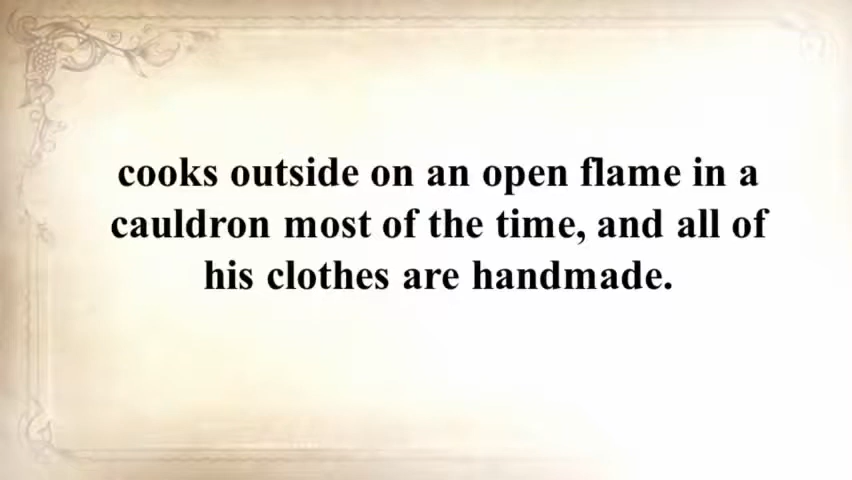 cooks outside on an open flame in a
cauldron most of the time, and all of
his clothes are handmade.